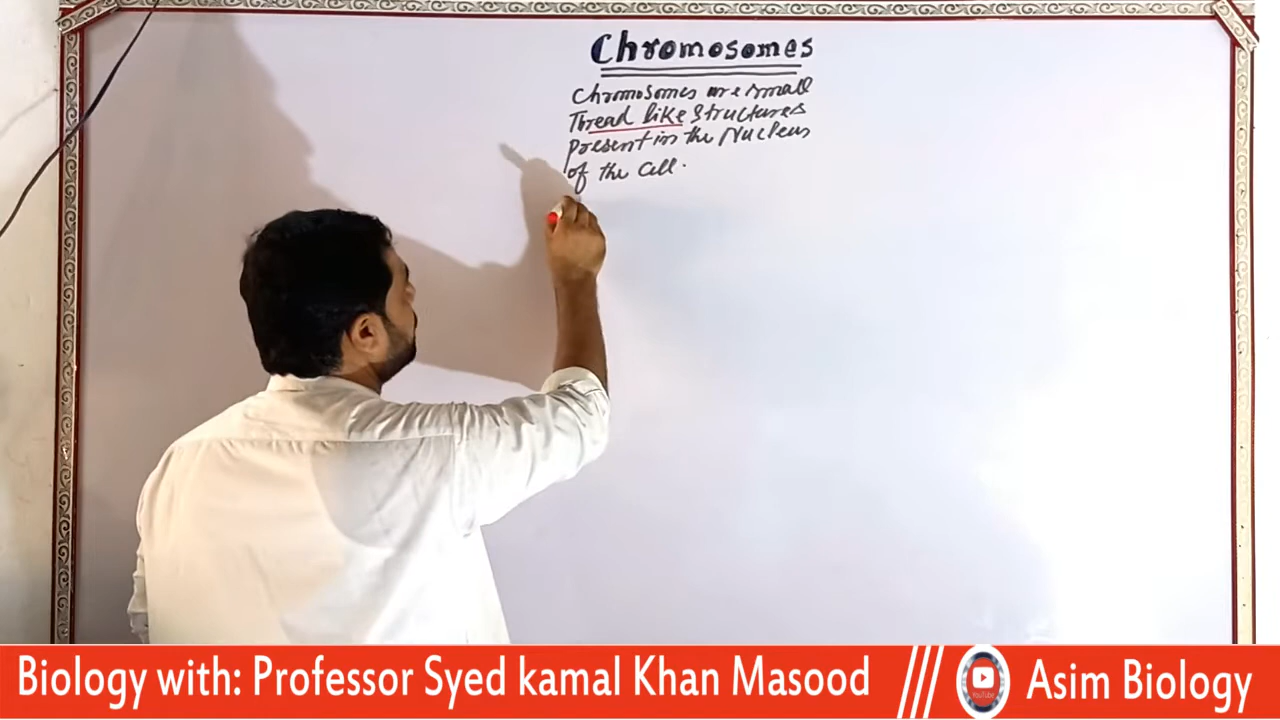 Chromosomes
Chromosomes are small
Thread like structures
present in the Nucleus
of the Cell.
Biology with: Professor Syed kamal Khan Masood
YouTube
Asim Biology